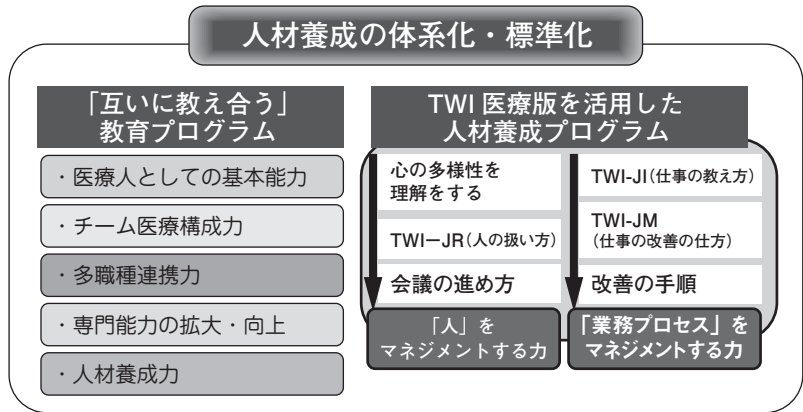 人材養成の体系化・標準化
「互いに教え合う」
教育プログラム
・医療人としての基本能力
・チーム医療構成力
・多職種連携力
・専門能力の拡大・向上
・人材養成力
TWI 医療版を活用した
人材養成プログラム
心の多様性を
理解をする
TWIーJR（人の扱い方）
会議の進め方
「人」を
マネジメントする力
TWI-JI（仕事の教え方）
TWI-JM
（仕事の改善の仕方）
改善の手順
「業務プロセス」を
マネジメントする力